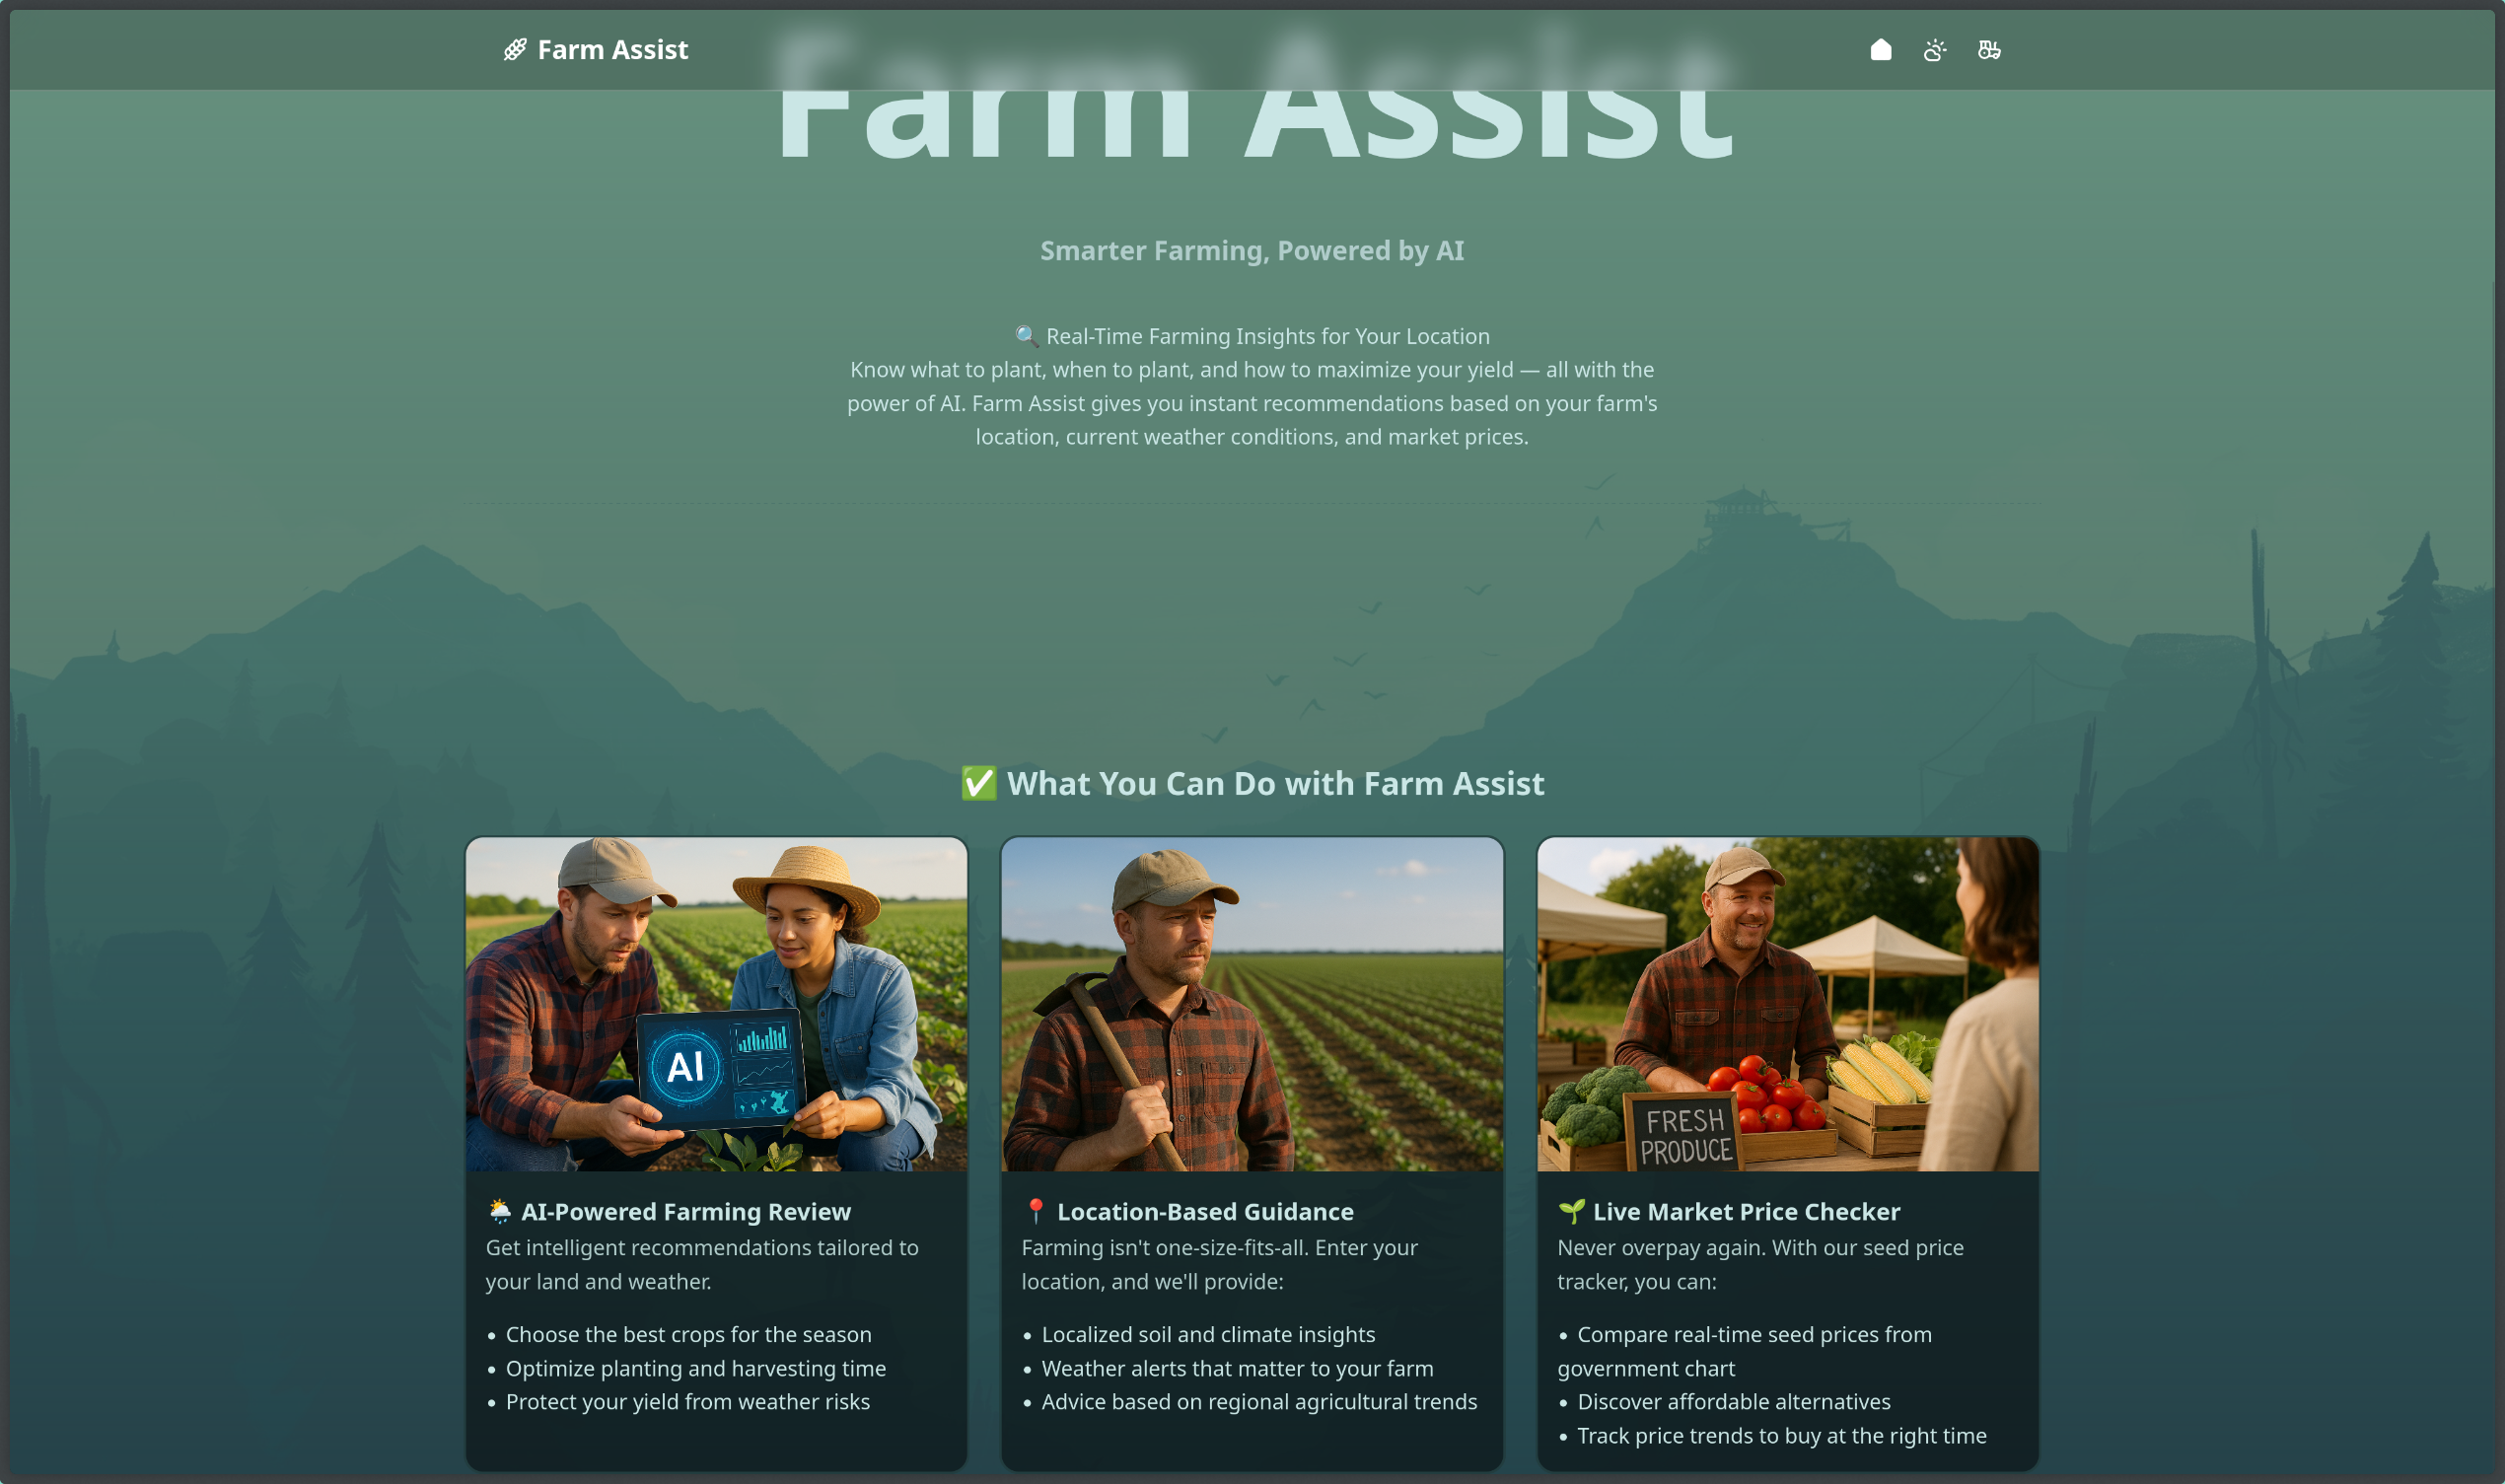 Farm Assist
Farm Assist
Smarter Farming, Powered by AI
🔍 Real-Time Farming Insights for Your Location
Know what to plant, when to plant, and how to maximize your yield — all with the
power of AI. Farm Assist gives you instant recommendations based on your farm's
location, current weather conditions, and market prices.
✅ What You Can Do with Farm Assist
AI
FRESH
PRODUCE
🌦️ AI-Powered Farming Review
Get intelligent recommendations tailored to
your land and weather.
• Choose the best crops for the season
• Optimize planting and harvesting time
• Protect your yield from weather risks
📍 Location-Based Guidance
Farming isn't one-size-fits-all. Enter your
location, and we'll provide:
• Localized soil and climate insights
• Weather alerts that matter to your farm
• Advice based on regional agricultural trends
🌱 Live Market Price Checker
Never overpay again. With our seed price
tracker, you can:
• Compare real-time seed prices from
government chart
• Discover affordable alternatives
• Track price trends to buy at the right time